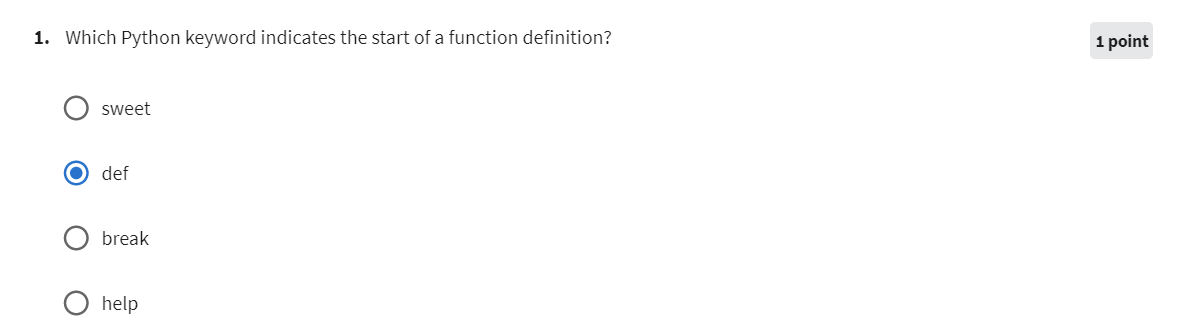 1. Which Python keyword indicates the start of a function definition?
1 point
sweet
def
break
help